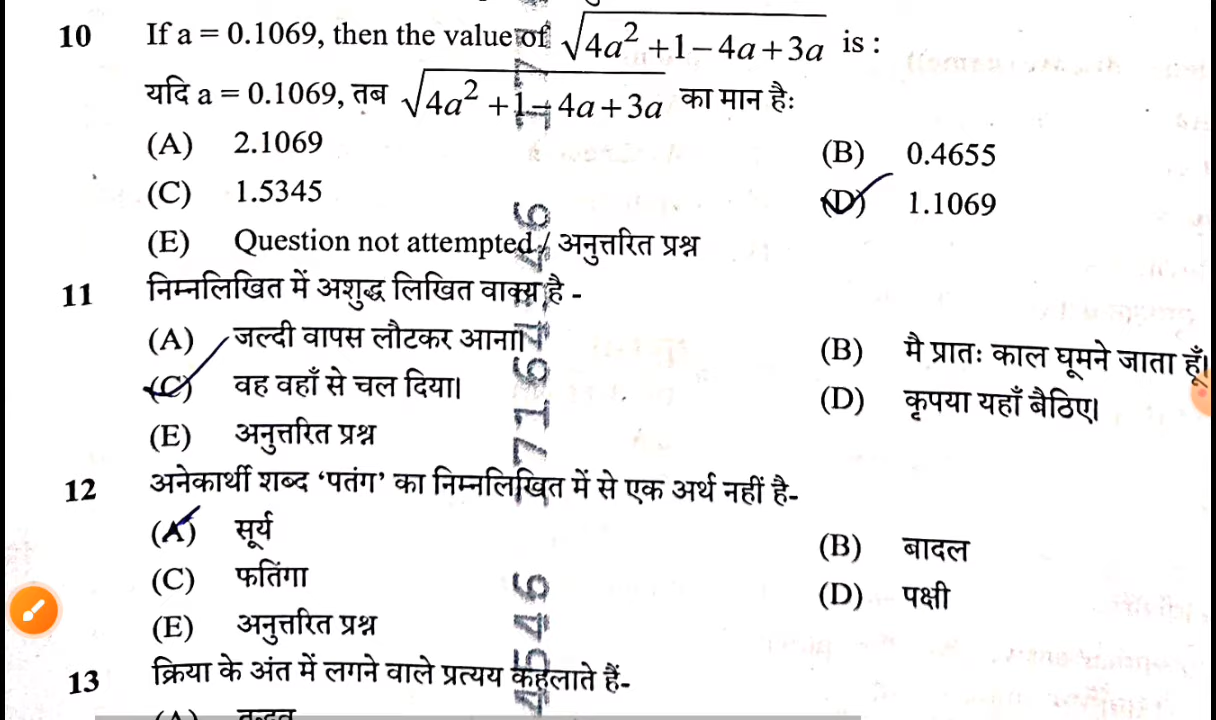 10 If a = 0.1069, then the value of √4a² +1−4a+3a is :
यदि a = 0.1069, तब √4a² +1−4a+3a का मान है:
(A) 2.1069
(B) 0.4655
(C) 1.5345
(D) 1.1069
(E) Question not attempted / अनुत्तरित प्रश्न
11 निम्नलिखित में अशुद्ध लिखित वाक्य है -
(A) जल्दी वापस लौटकर आना।
(B) मै प्रातः काल घूमने जाता हूँ।
(C) वह वहाँ से चल दिया।
(D) कृपया यहाँ बैठिए।
(E) अनुत्तरित प्रश्न
12 अनेकार्थी शब्द ‘पतंग’ का निम्नलिखित में से एक अर्थ नहीं है-
(A) सूर्य
(B) बादल
(C) फतिंगा
(D) पक्षी
(E) अनुत्तरित प्रश्न
13 क्रिया के अंत में लगने वाले प्रत्यय कहलाते हैं-